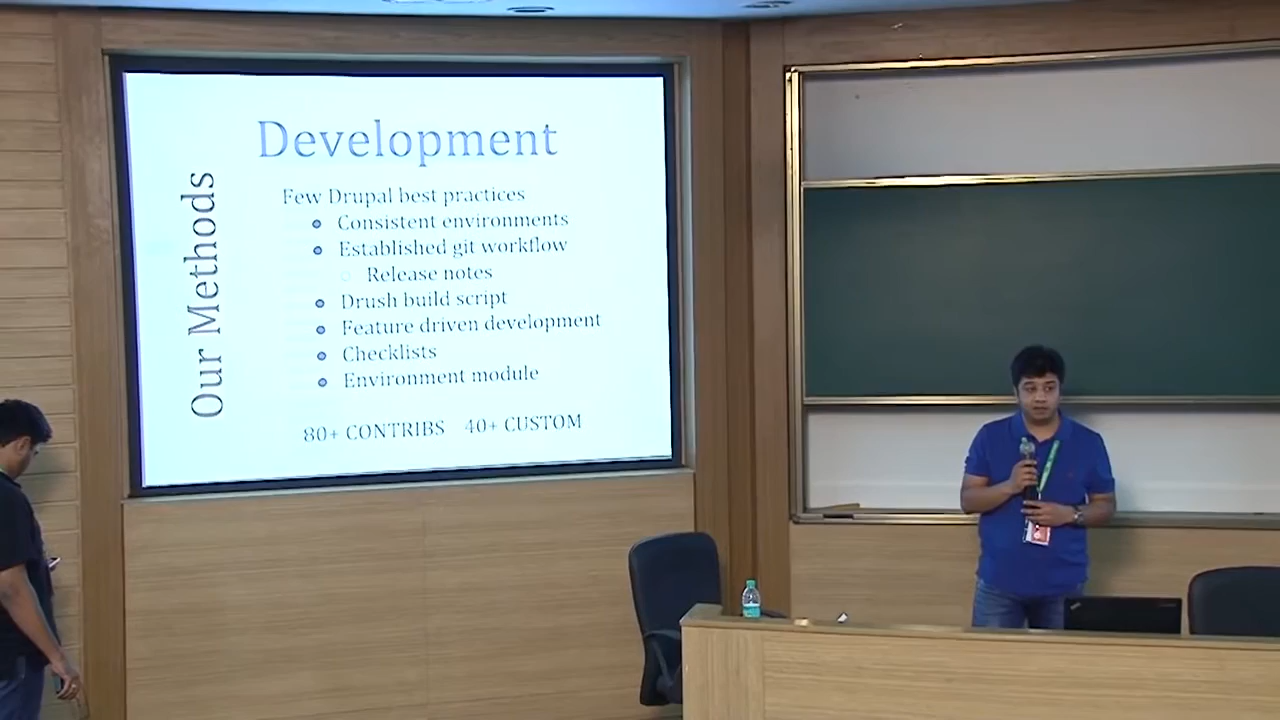 Development
Our Methods
Few Drupal best practices
Consistent environments
Established git workflow
Release notes
Drush build script
Feature driven development
Checklists
Environment module
80+ CONTRIBS 40+ CUSTOM